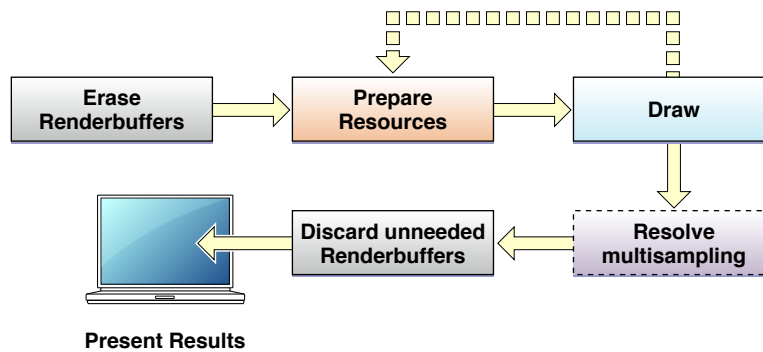 Erase
Renderbuffers
Prepare
Resources
Draw
Resolve
multisampling
Discard unneeded
Renderbuffers
Present Results